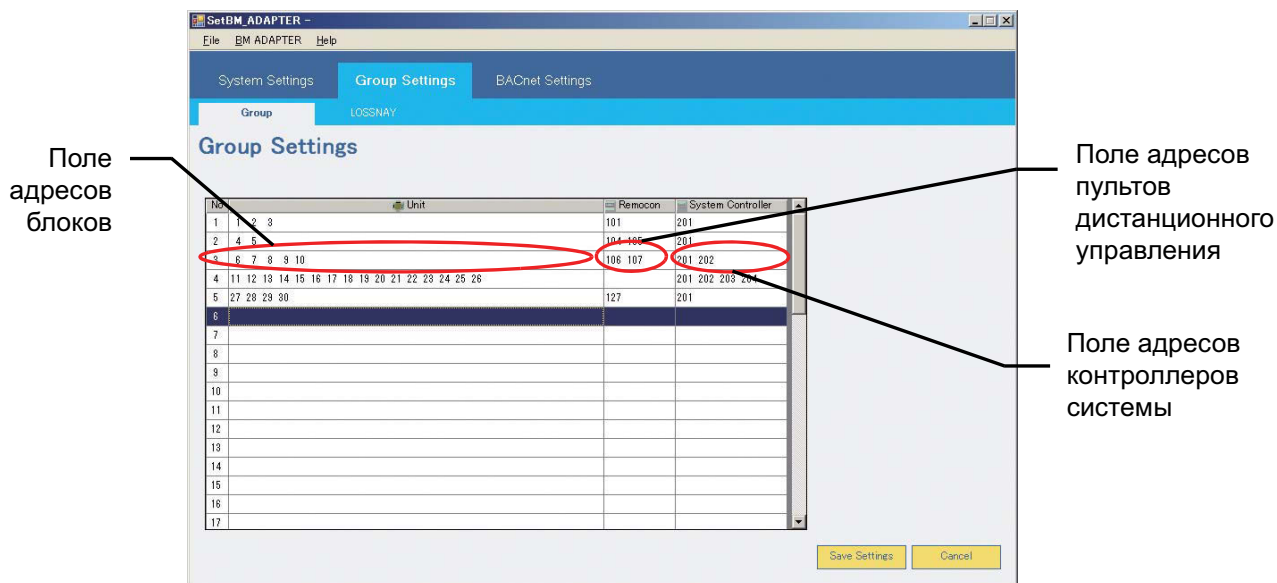 SetBM_ADAPTER -
File BM ADAPTER Help
System Settings Group Settings BACnet Settings
Group LOSSNAY
Group Settings
Поле
адресов
блоков
Поле адресов
пультов
дистанционного
управления
Поле адресов
контроллеров
системы
No Unit Remocon System Controller
1 1 2 3 101 201
2 4 5 104 105 201
3 6 7 8 9 10 106 107 201 202
4 11 12 13 14 15 16 17 18 19 20 21 22 23 24 25 26 201 202 203 204
5 27 28 29 30 127 201
6
7
8
9
10
11
12
13
14
15
16
17
Save Settings Cancel